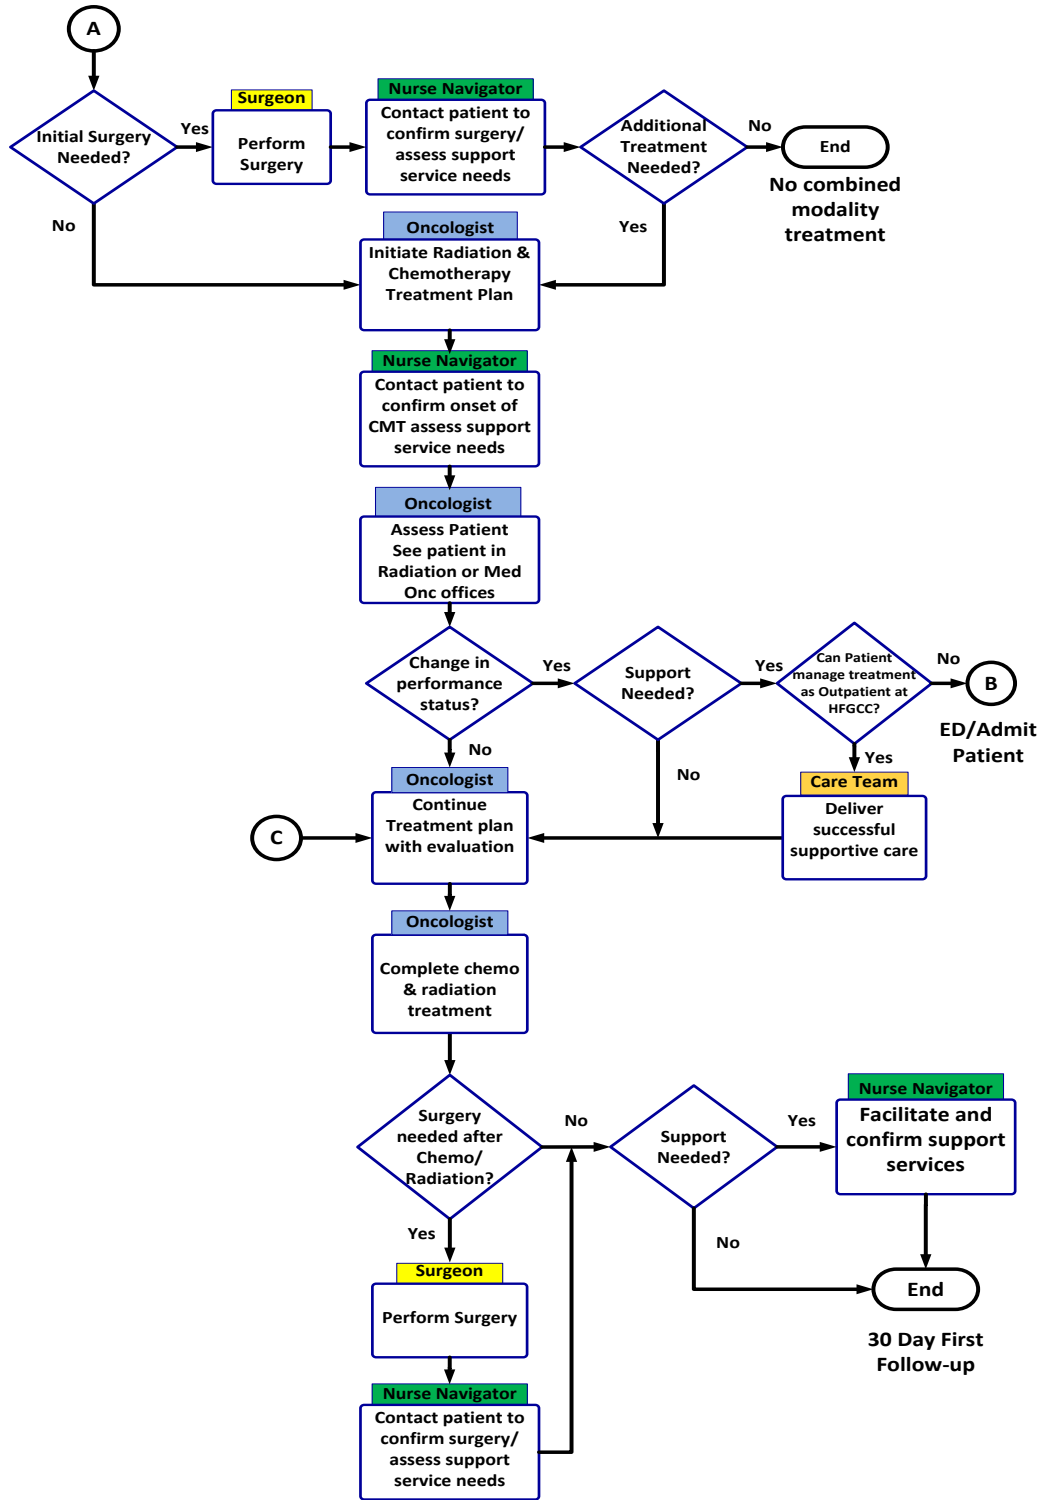 A
Initial Surgery
Needed?
Yes
No
Surgeon
Perform
Surgery
Nurse Navigator
Contact patient to
confirm surgery/
assess support
service needs
Additional
Treatment
Needed?
No
Yes
End
No combined
modality
treatment
Oncologist
Initiate Radiation &
Chemotherapy
Treatment Plan
Nurse Navigator
Contact patient to
confirm onset of
CMT assess support
service needs
Oncologist
Assess Patient
See patient in
Radiation or Med
Onc offices
Change in
performance
status?
Yes
No
Support
Needed?
Yes
No
Can Patient
manage treatment
as Outpatient at
HFGCC?
No
Yes
B
ED/Admit
Patient
Care Team
Deliver
successful
supportive care
Oncologist
Continue
Treatment plan
with evaluation
C
Oncologist
Complete chemo
& radiation
treatment
Surgery
needed after
Chemo/
Radiation?
No
Yes
Support
Needed?
Yes
No
Nurse Navigator
Facilitate and
confirm support
services
End
30 Day First
Follow-up
Surgeon
Perform Surgery
Nurse Navigator
Contact patient to
confirm surgery/
assess support
service needs